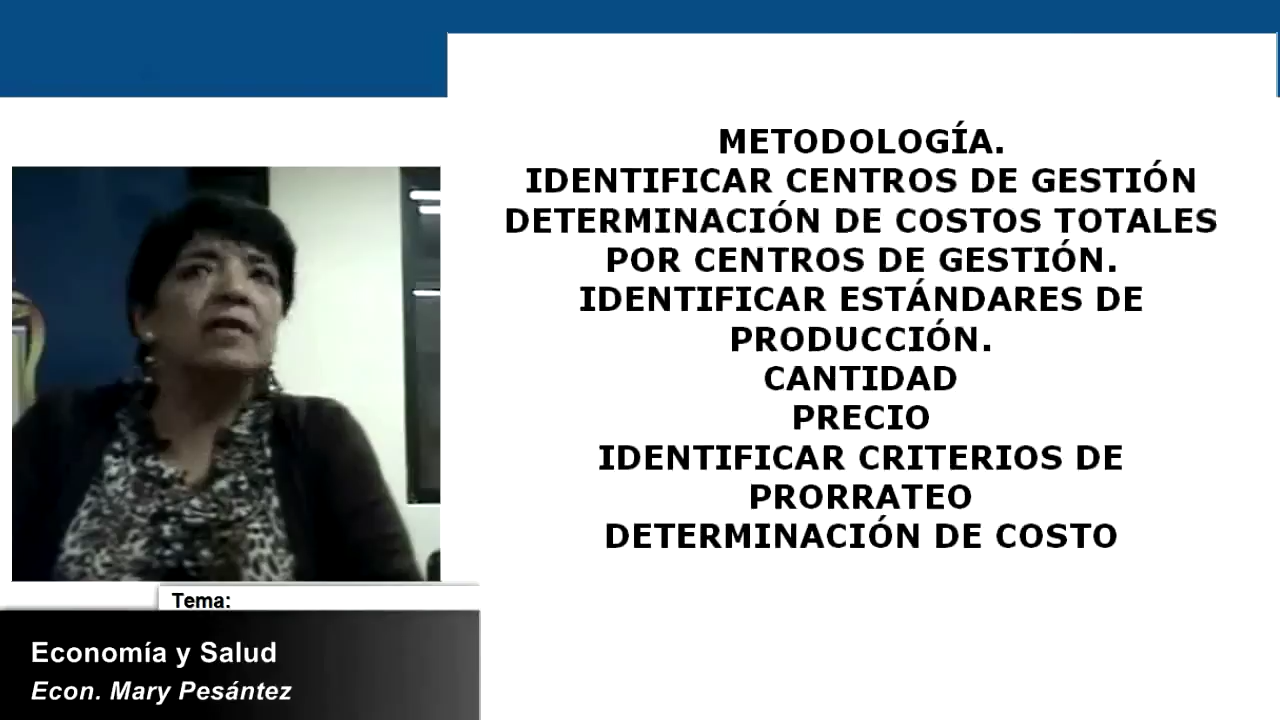 METODOLOGÍA.
IDENTIFICAR CENTROS DE GESTIÓN
DETERMINACIÓN DE COSTOS TOTALES
POR CENTROS DE GESTIÓN.
IDENTIFICAR ESTÁNDARES DE
PRODUCCIÓN.
CANTIDAD
PRECIO
IDENTIFICAR CRITERIOS DE
PRORRATEO
DETERMINACIÓN DE COSTO
Tema:
Economía y Salud
Econ. Mary Pesántez